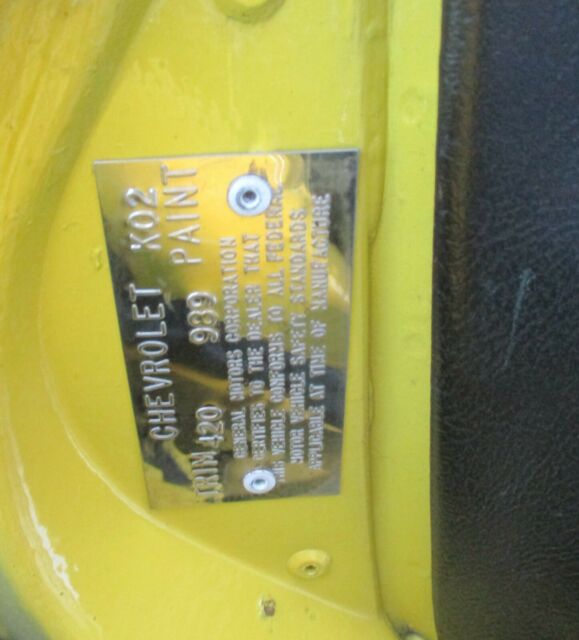 CHEVROLET K02
TRIM 420 989 PAINT
GENERAL MOTORS CORPORATION
CERTIFIES TO THE DEALER THAT
THIS VEHICLE CONFORMS TO ALL FEDERAL
MOTOR VEHICLE SAFETY STANDARDS
APPLICABLE AT TIME OF MANUFACTURE